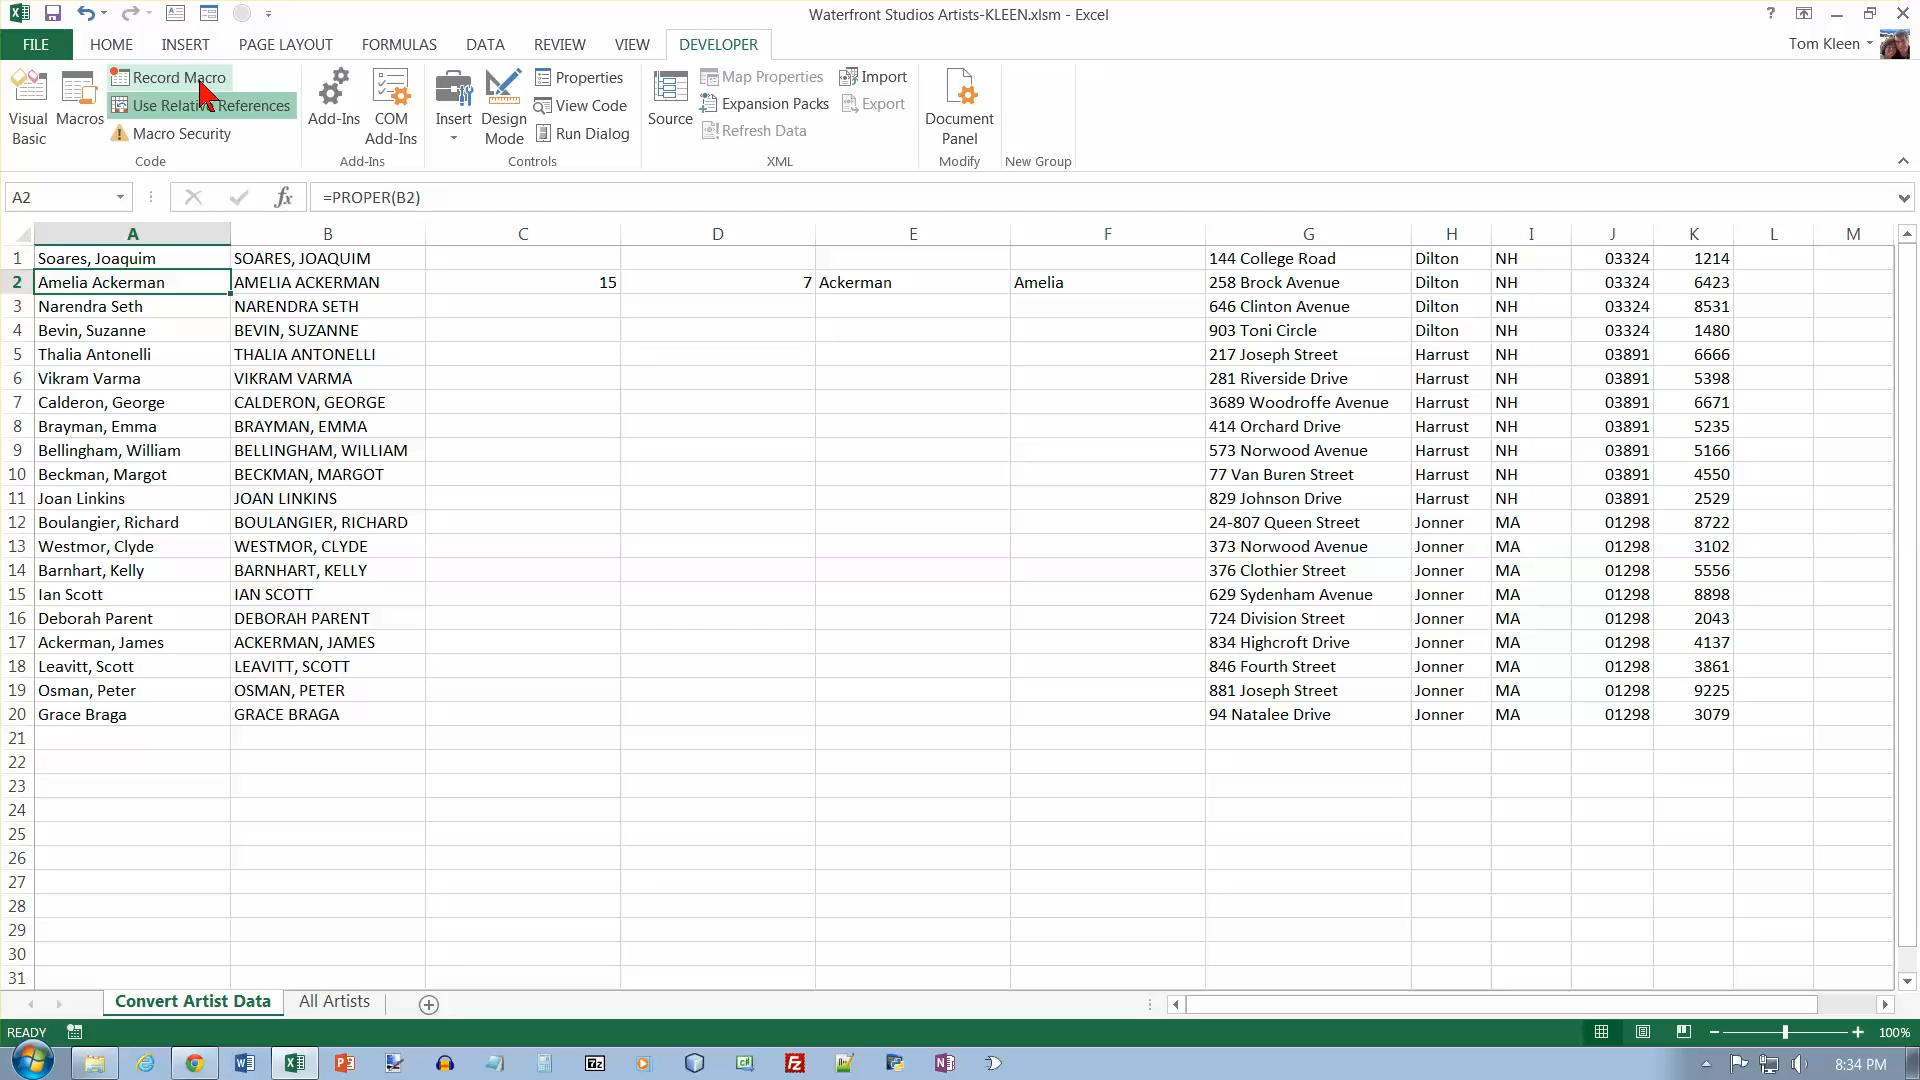 Waterfront Studios Artists-KLEEN.xlsm - Excel
FILE HOME INSERT PAGE LAYOUT FORMULAS DATA REVIEW VIEW DEVELOPER Tom Kleen
Visual Basic
Macros
Record Macro
Use Relative References
Macro Security
Code
Add-Ins
COM Add-Ins
Add-Ins
Insert
Design Mode
Properties
View Code
Run Dialog
Controls
Source
Map Properties
Expansion Packs
Refresh Data
Import
Export
XML
Document Panel
Modify
New Group
A2 fx =PROPER(B2)
A B C D E F G H I J K L M
1 Soares, Joaquim SOARES, JOAQUIM 144 College Road Dilton NH 03324 1214
2 Amelia Ackerman AMELIA ACKERMAN 15 7 Ackerman Amelia 258 Brock Avenue Dilton NH 03324 6423
3 Narendra Seth NARENDRA SETH 646 Clinton Avenue Dilton NH 03324 8531
4 Bevin, Suzanne BEVIN, SUZANNE 903 Toni Circle Dilton NH 03324 1480
5 Thalia Antonelli THALIA ANTONELLI 217 Joseph Street Harrust NH 03891 6666
6 Vikram Varma VIKRAM VARMA 281 Riverside Drive Harrust NH 03891 5398
7 Calderon, George CALDERON, GEORGE 3689 Woodroffe Avenue Harrust NH 03891 6671
8 Brayman, Emma BRAYMAN, EMMA 414 Orchard Drive Harrust NH 03891 5235
9 Bellingham, William BELLINGHAM, WILLIAM 573 Norwood Avenue Harrust NH 03891 5166
10 Beckman, Margot BECKMAN, MARGOT 77 Van Buren Street Harrust NH 03891 4550
11 Joan Linkins JOAN LINKINS 829 Johnson Drive Harrust NH 03891 2529
12 Boulangier, Richard BOULANGIER, RICHARD 24-807 Queen Street Jonner MA 01298 8722
13 Westmor, Clyde WESTMOR, CLYDE 373 Norwood Avenue Jonner MA 01298 3102
14 Barnhart, Kelly BARNHART, KELLY 376 Clothier Street Jonner MA 01298 5556
15 Ian Scott IAN SCOTT 629 Sydenham Avenue Jonner MA 01298 8898
16 Deborah Parent DEBORAH PARENT 724 Division Street Jonner MA 01298 2043
17 Ackerman, James ACKERMAN, JAMES 834 Highcroft Drive Jonner MA 01298 4137
18 Leavitt, Scott LEAVITT, SCOTT 846 Fourth Street Jonner MA 01298 3861
19 Osman, Peter OSMAN, PETER 881 Joseph Street Jonner MA 01298 9225
20 Grace Braga GRACE BRAGA 94 Natalee Drive Jonner MA 01298 3079
21
22
23
24
25
26
27
28
29
30
31
Convert Artist Data All Artists
READY 100%
8:34 PM